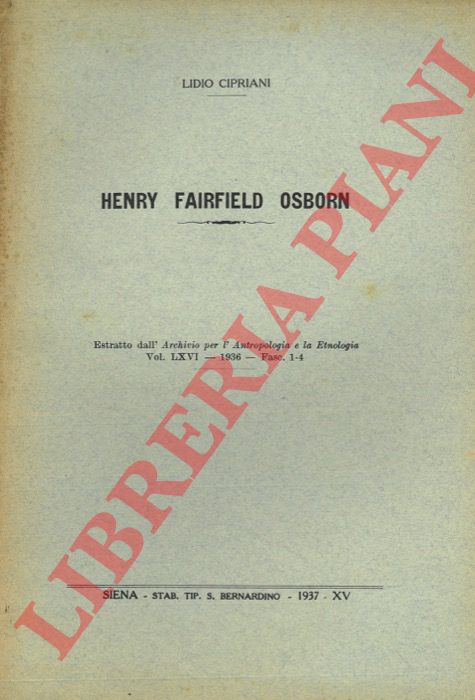 LIDIO CIPRIANI
HENRY FAIRFIELD OSBORN
Estratto dall' Archivio per l' Antropologia e la Etnologia
Vol. LXVI — 1936 — Fasc. 1-4
SIENA - STAB. TIP. S. BERNARDINO - 1937 - XV
LIBRERIA PIANI